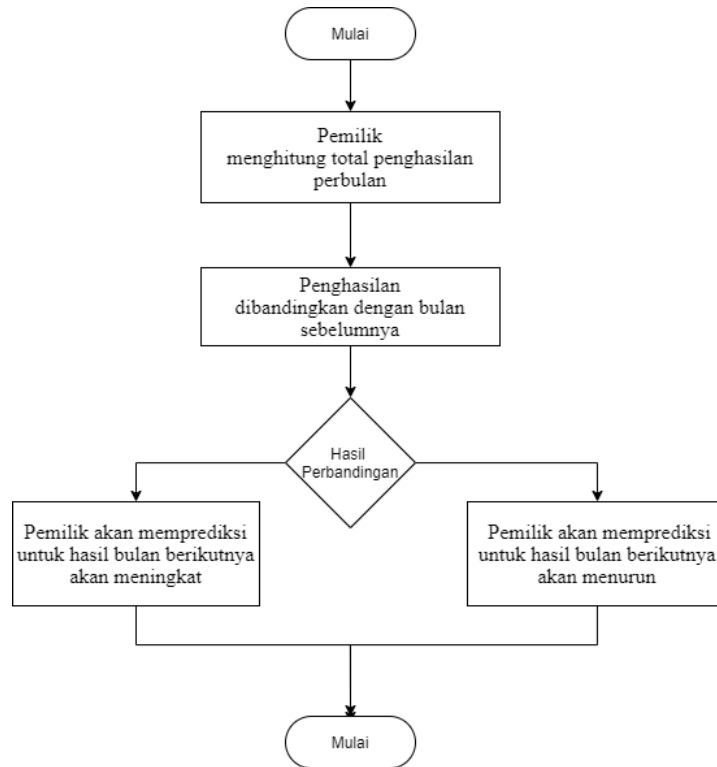 Mulai
Pemilik
menghitung total penghasilan
perbulan
Penghasilan
dibandingkan dengan bulan
sebelumnya
Hasil
Perbandingan
Pemilik akan memprediksi
untuk hasil bulan berikutnya
akan meningkat
Pemilik akan memprediksi
untuk hasil bulan berikutnya
akan menurun
Mulai